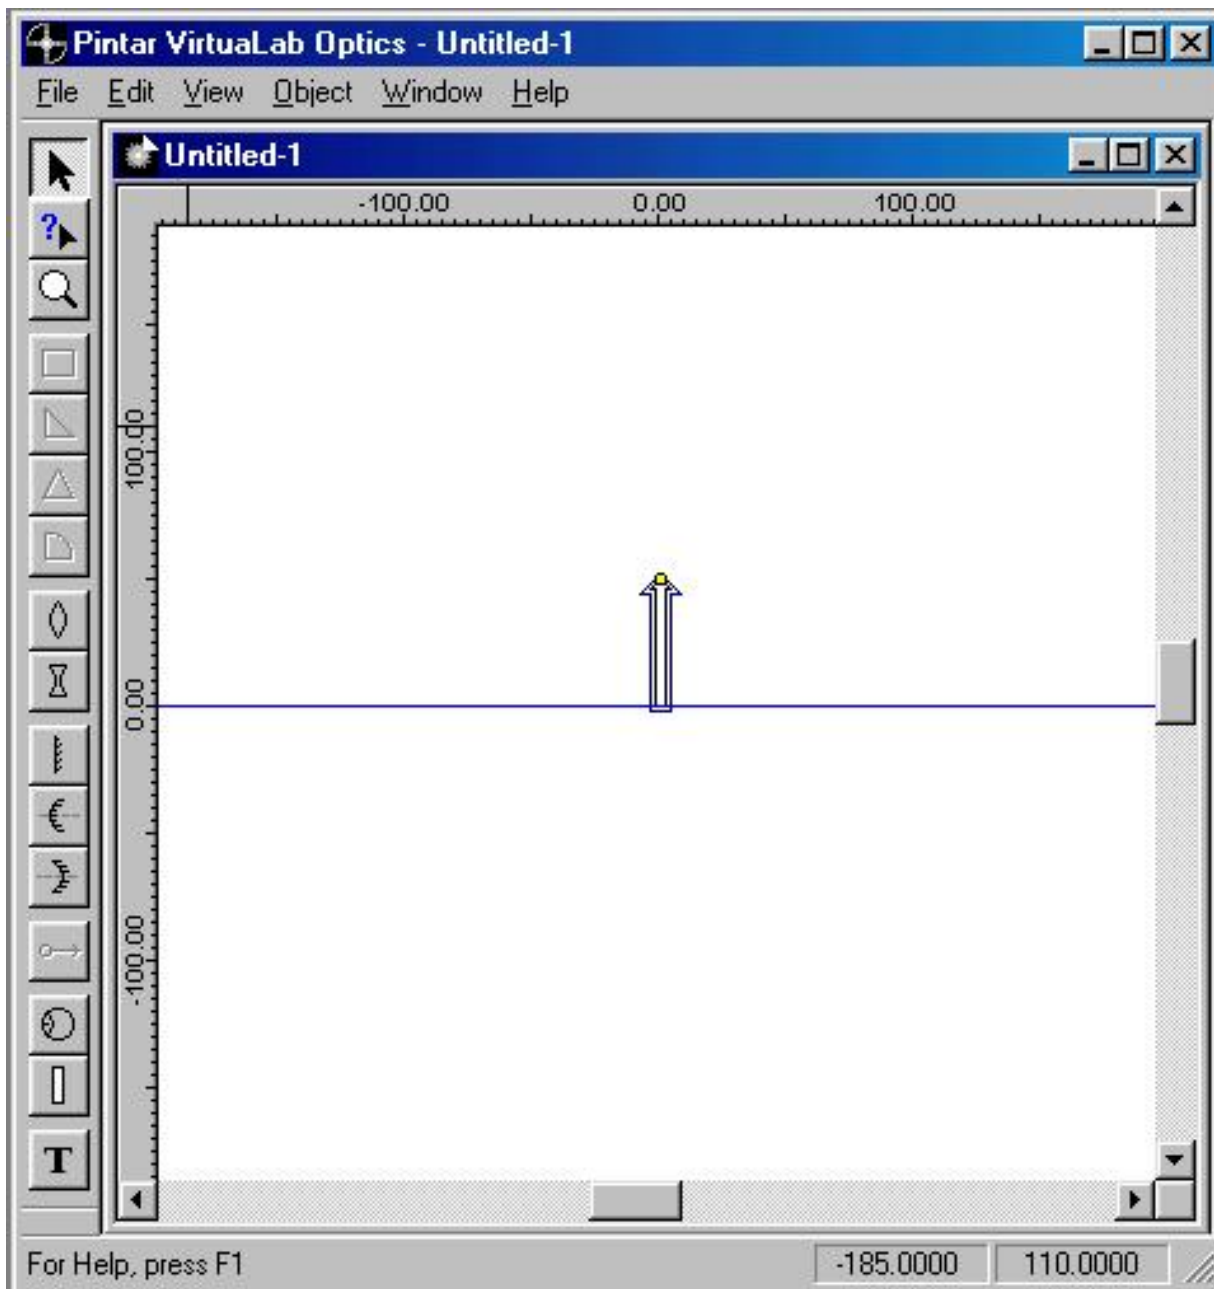 Pintar VirtuaLab Optics - Untitled-1
File Edit View Object Window Help
Untitled-1
-100.00 0.00 100.00
?
100.00
0.00
-100.00
T
For Help, press F1 -185.0000 110.0000